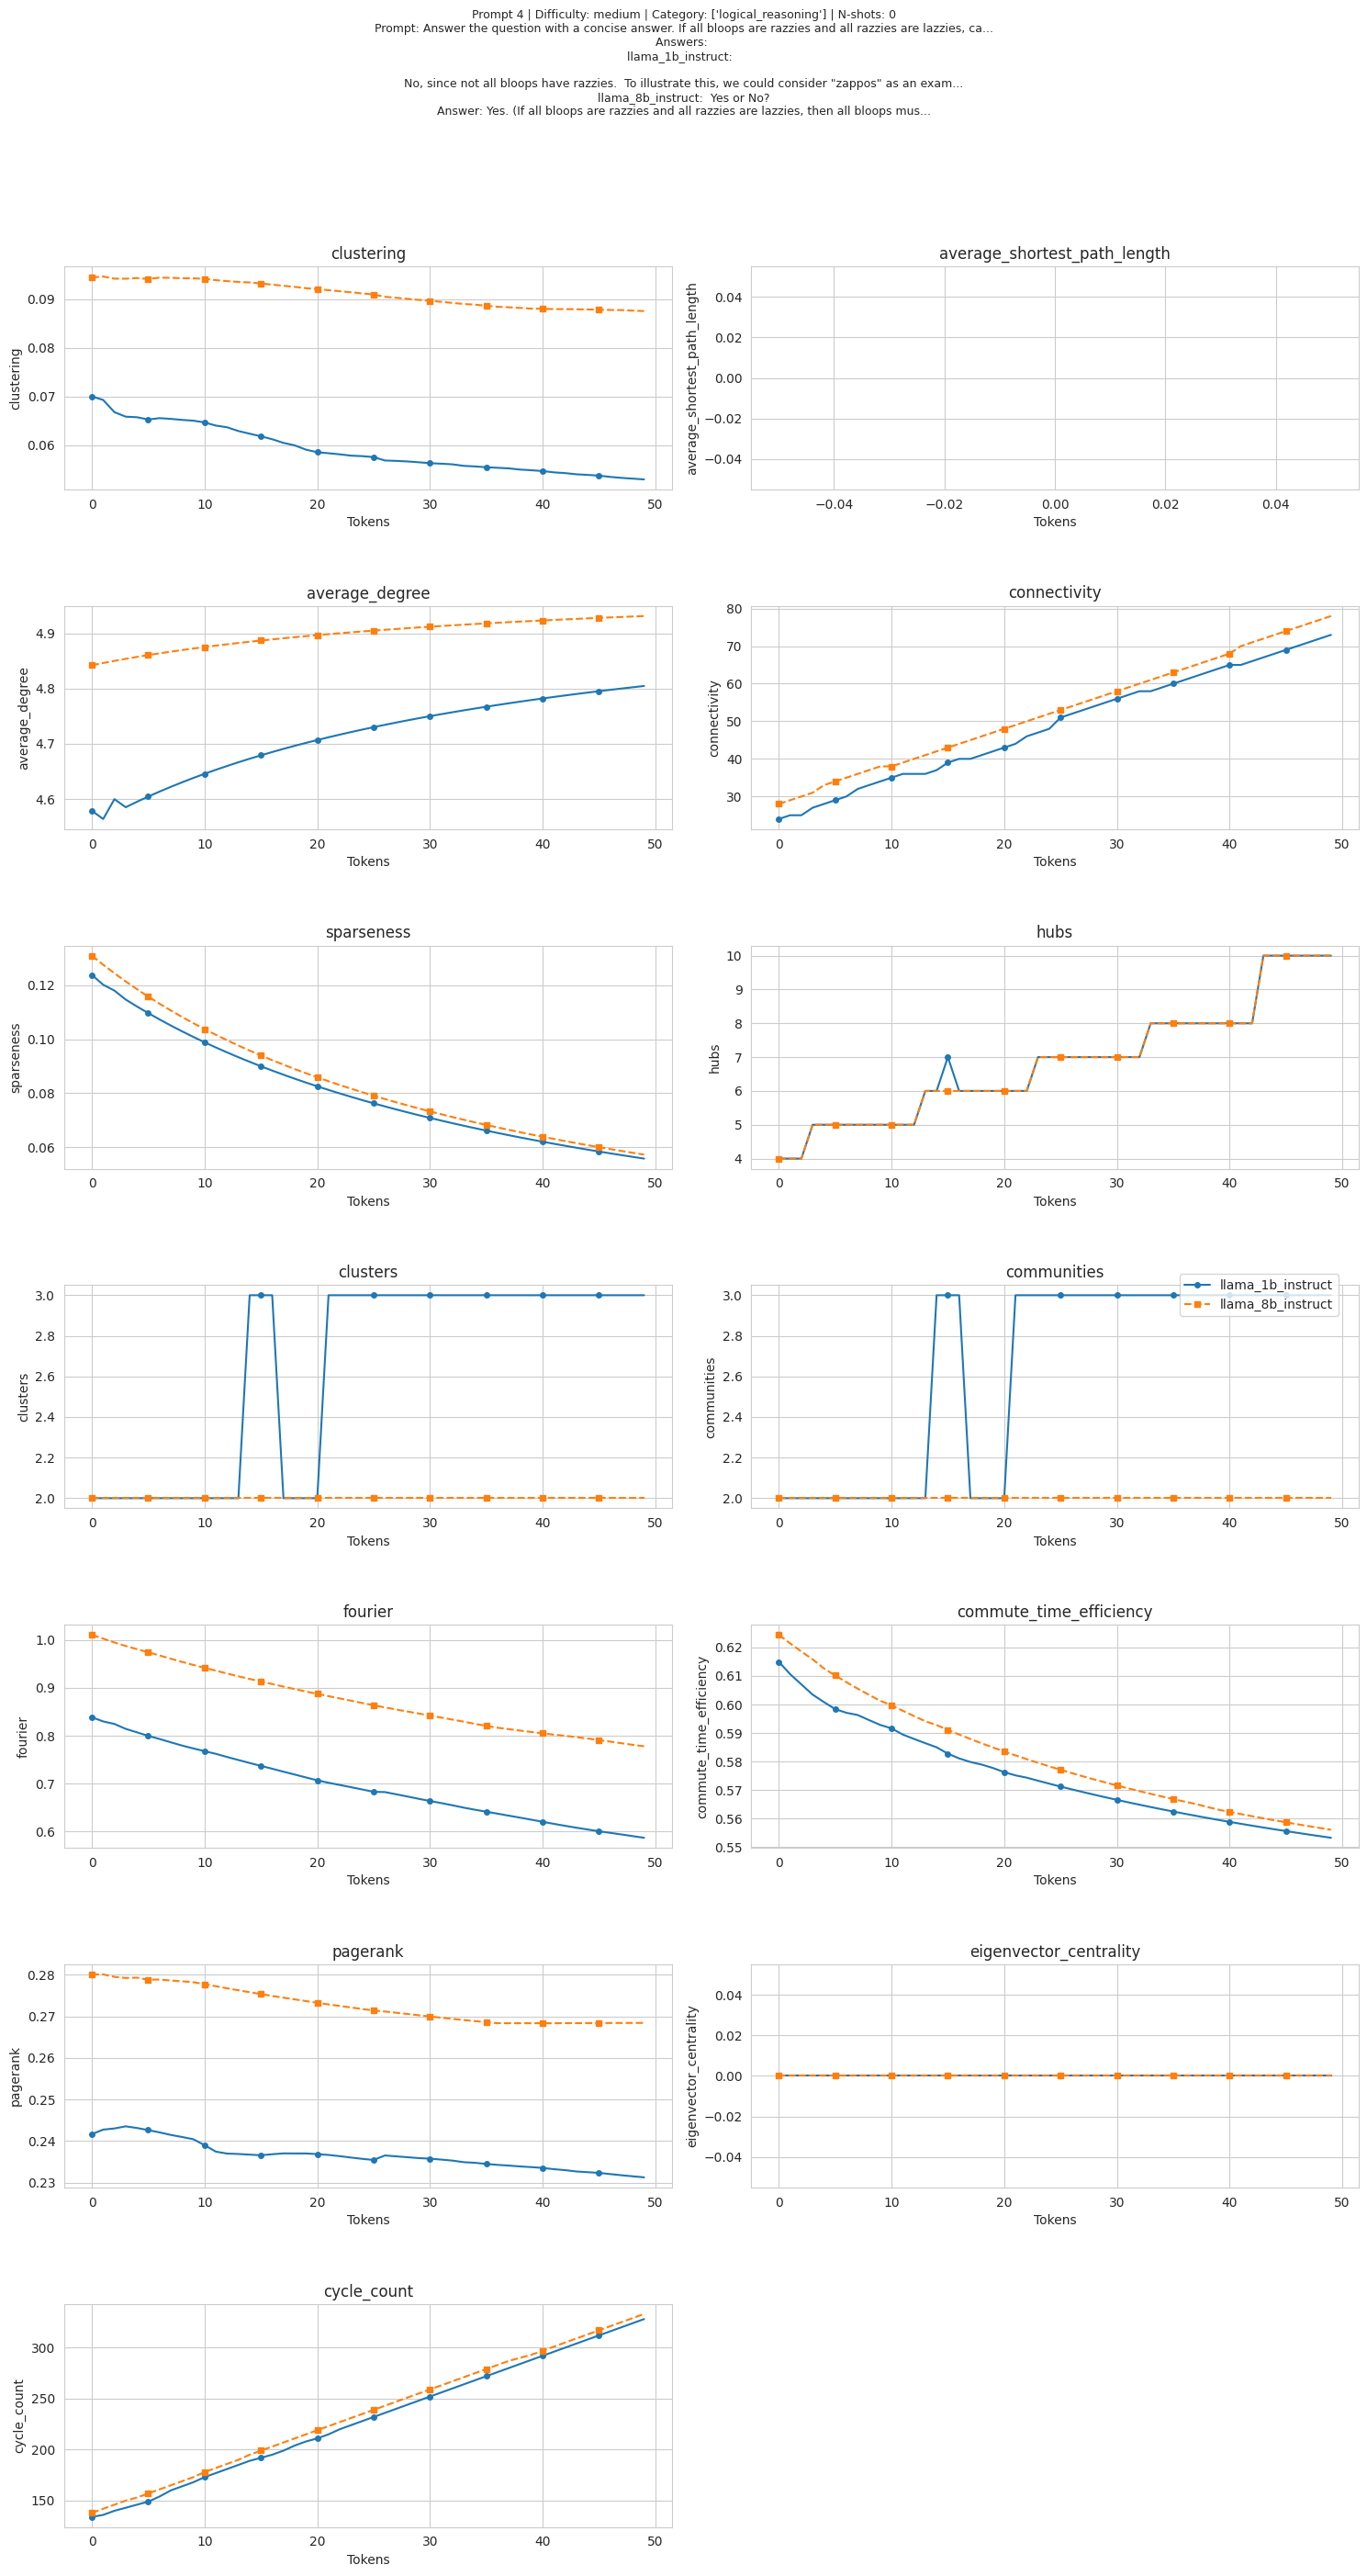 Prompt 4 | Difficulty: medium | Category: ['logical_reasoning'] | N-shots: 0
Prompt: Answer the question with a concise answer. If all bloops are razzies and all razzies are lazzies, ca...
Answers:
llama_1b_instruct:
No, since not all bloops have razzies.  To illustrate this, we could consider "zappos" as an exam...
llama_8b_instruct:  Yes or No?
Answer: Yes. (If all bloops are razzies and all razzies are lazzies, then all bloops mus...
clustering
clustering
0.09
0.08
0.07
0.06
0 10 20 30 40 50
Tokens
average_shortest_path_length
average_shortest_path_length
0.04
0.02
0.00
−0.02
−0.04
−0.04 −0.02 0.00 0.02 0.04
Tokens
average_degree
average_degree
4.9
4.8
4.7
4.6
0 10 20 30 40 50
Tokens
connectivity
connectivity
80
70
60
50
40
30
0 10 20 30 40 50
Tokens
sparseness
sparseness
0.12
0.10
0.08
0.06
0 10 20 30 40 50
Tokens
hubs
hubs
10
9
8
7
6
5
4
0 10 20 30 40 50
Tokens
clusters
clusters
3.0
2.8
2.6
2.4
2.2
2.0
0 10 20 30 40 50
Tokens
communities
communities
3.0
2.8
2.6
2.4
2.2
2.0
0 10 20 30 40 50
Tokens
llama_1b_instruct
llama_8b_instruct
fourier
fourier
1.0
0.9
0.8
0.7
0.6
0 10 20 30 40 50
Tokens
commute_time_efficiency
commute_time_efficiency
0.62
0.61
0.60
0.59
0.58
0.57
0.56
0.55
0 10 20 30 40 50
Tokens
pagerank
pagerank
0.28
0.27
0.26
0.25
0.24
0.23
0 10 20 30 40 50
Tokens
eigenvector_centrality
eigenvector_centrality
0.04
0.02
0.00
−0.02
−0.04
0 10 20 30 40 50
Tokens
cycle_count
cycle_count
300
250
200
150
0 10 20 30 40 50
Tokens